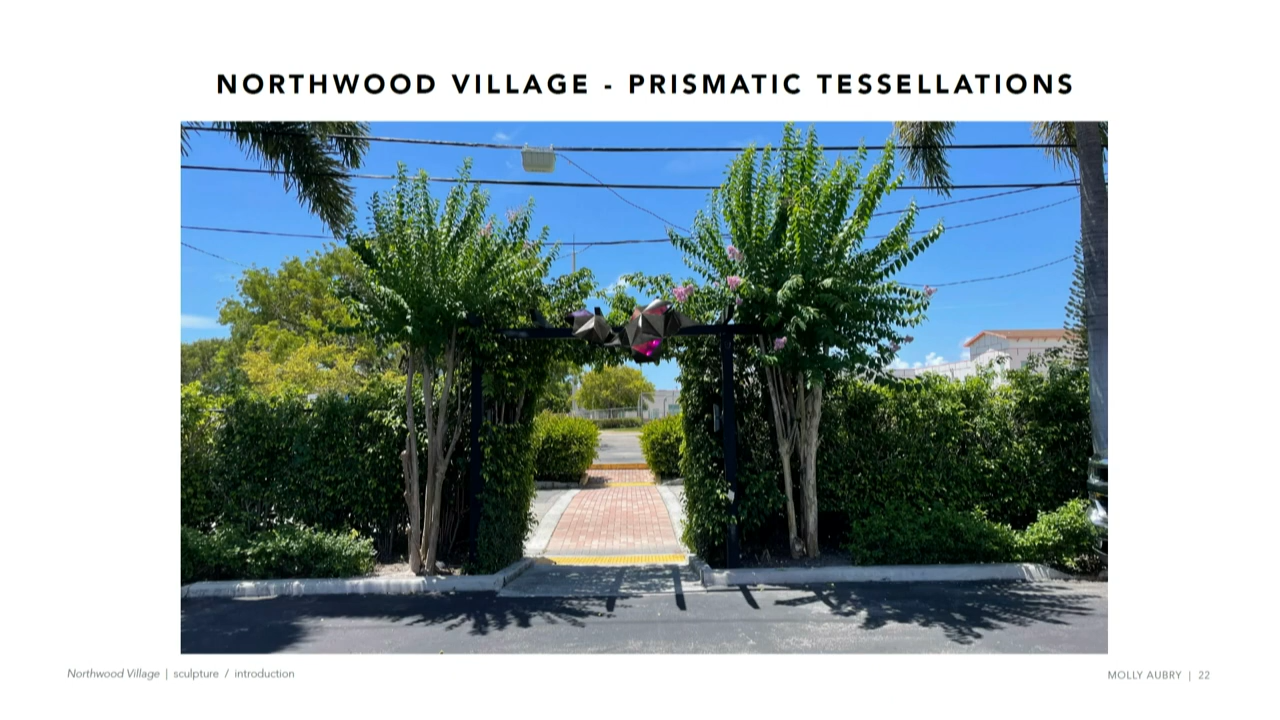 NORTHWOOD VILLAGE - PRISMATIC TESSELLATIONS
Northwood Village | sculpture / introduction
MOLLY AUBRY | 22